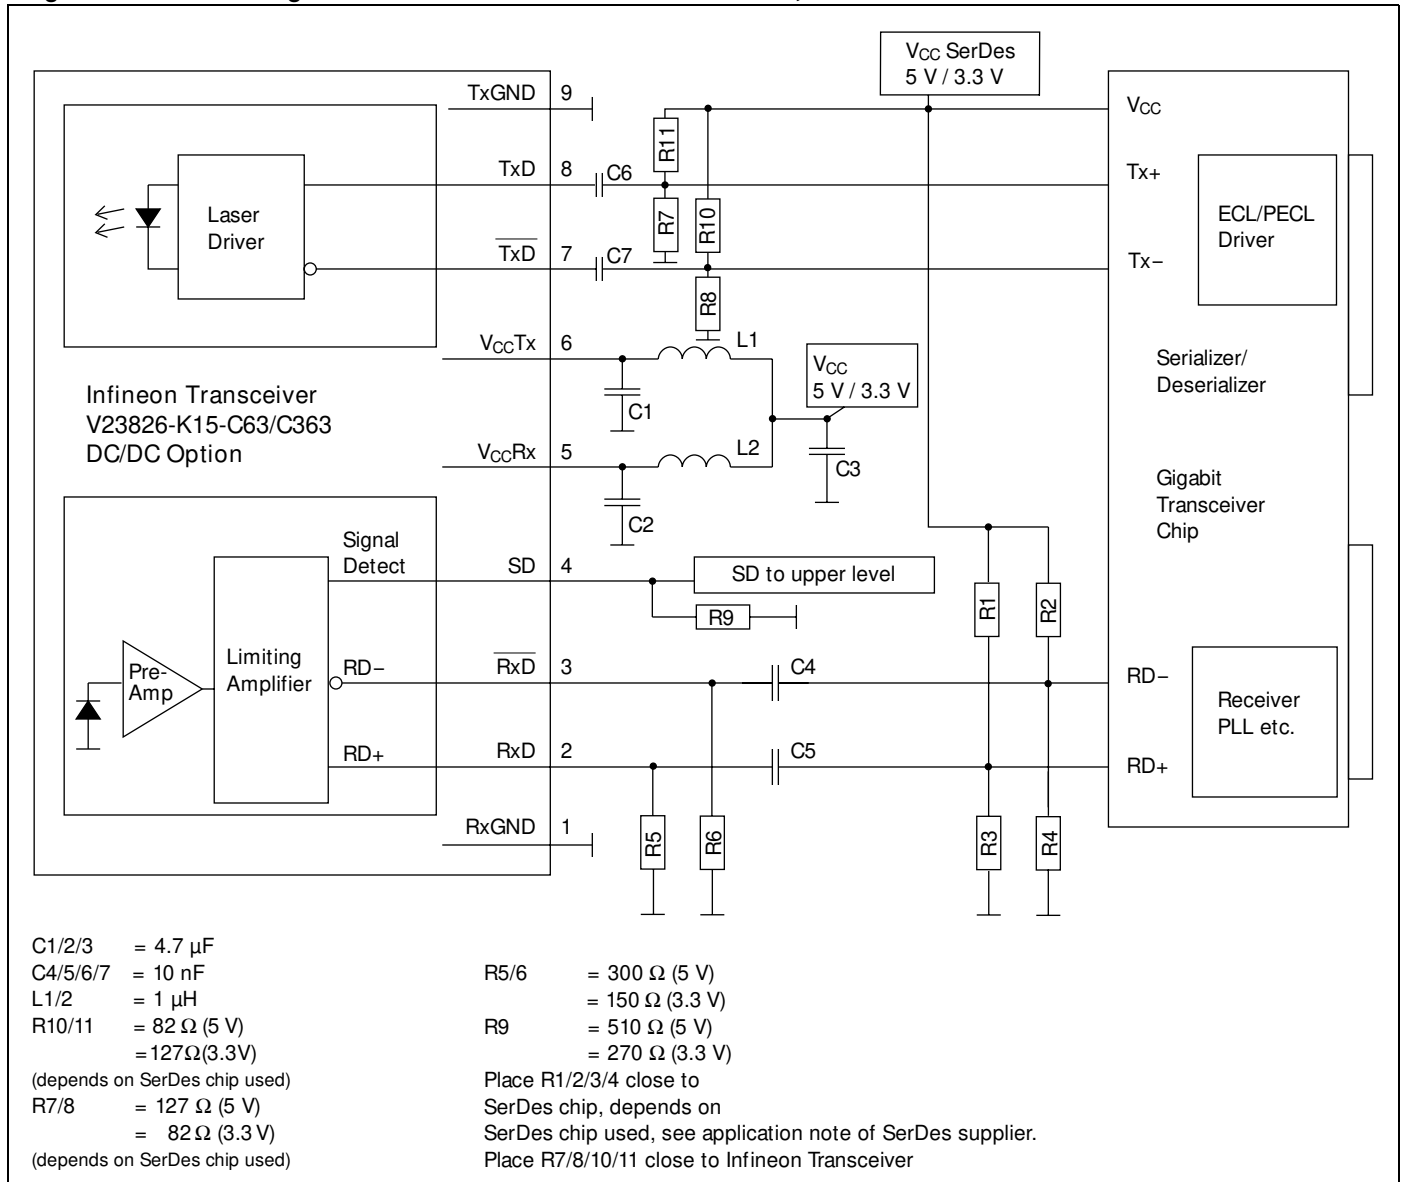 V_CC SerDes
5 V / 3.3 V
TxGND 9
V_CC
R11
TxD 8
C6
Tx+
Laser
Driver
R7
R10
ECL/PECL
Driver
TxD 7
C7
Tx−
R8
V_CCTx 6
L1
V_CC
5 V / 3.3 V
C1
Serializer/
Deserializer
Infineon Transceiver
V23826-K15-C63/C363
DC/DC Option
V_CCRx 5
L2
C3
C2
Gigabit
Transceiver
Chip
Signal
Detect
SD 4
SD to upper level
R9
R1
R2
Pre-
Amp
Limiting
Amplifier
RD−
RxD 3
C4
RD−
Receiver
PLL etc.
RD+
RxD 2
C5
RD+
RxGND 1
R5
R6
R3
R4
C1/2/3 = 4.7 µF
C4/5/6/7 = 10 nF
L1/2 = 1 µH
R10/11 = 82 Ω (5 V)
=127Ω(3.3V)
(depends on SerDes chip used)
R7/8 = 127 Ω (5 V)
= 82 Ω (3.3 V)
(depends on SerDes chip used)
R5/6 = 300 Ω (5 V)
= 150 Ω (3.3 V)
R9 = 510 Ω (5 V)
= 270 Ω (3.3 V)
Place R1/2/3/4 close to
SerDes chip, depends on
SerDes chip used, see application note of SerDes supplier.
Place R7/8/10/11 close to Infineon Transceiver